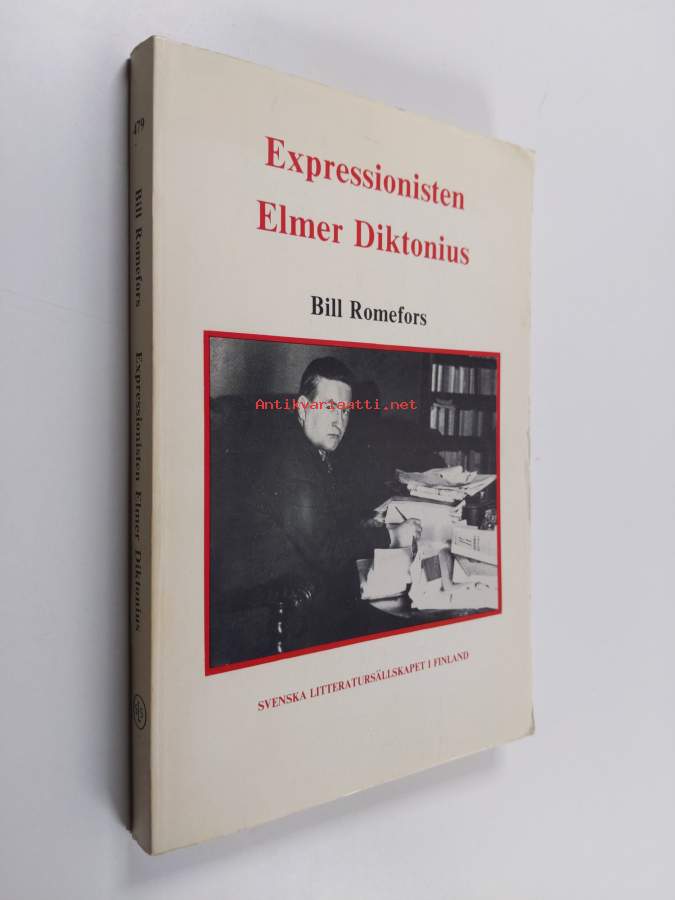 Expressionisten
Elmer Diktonius
Bill Romefors
Antikvariaatti.net
SVENSKA LITTERATURSÄLLSKAPET I FINLAND
479
Bill Romefors
Expressionisten Elmer Diktonius